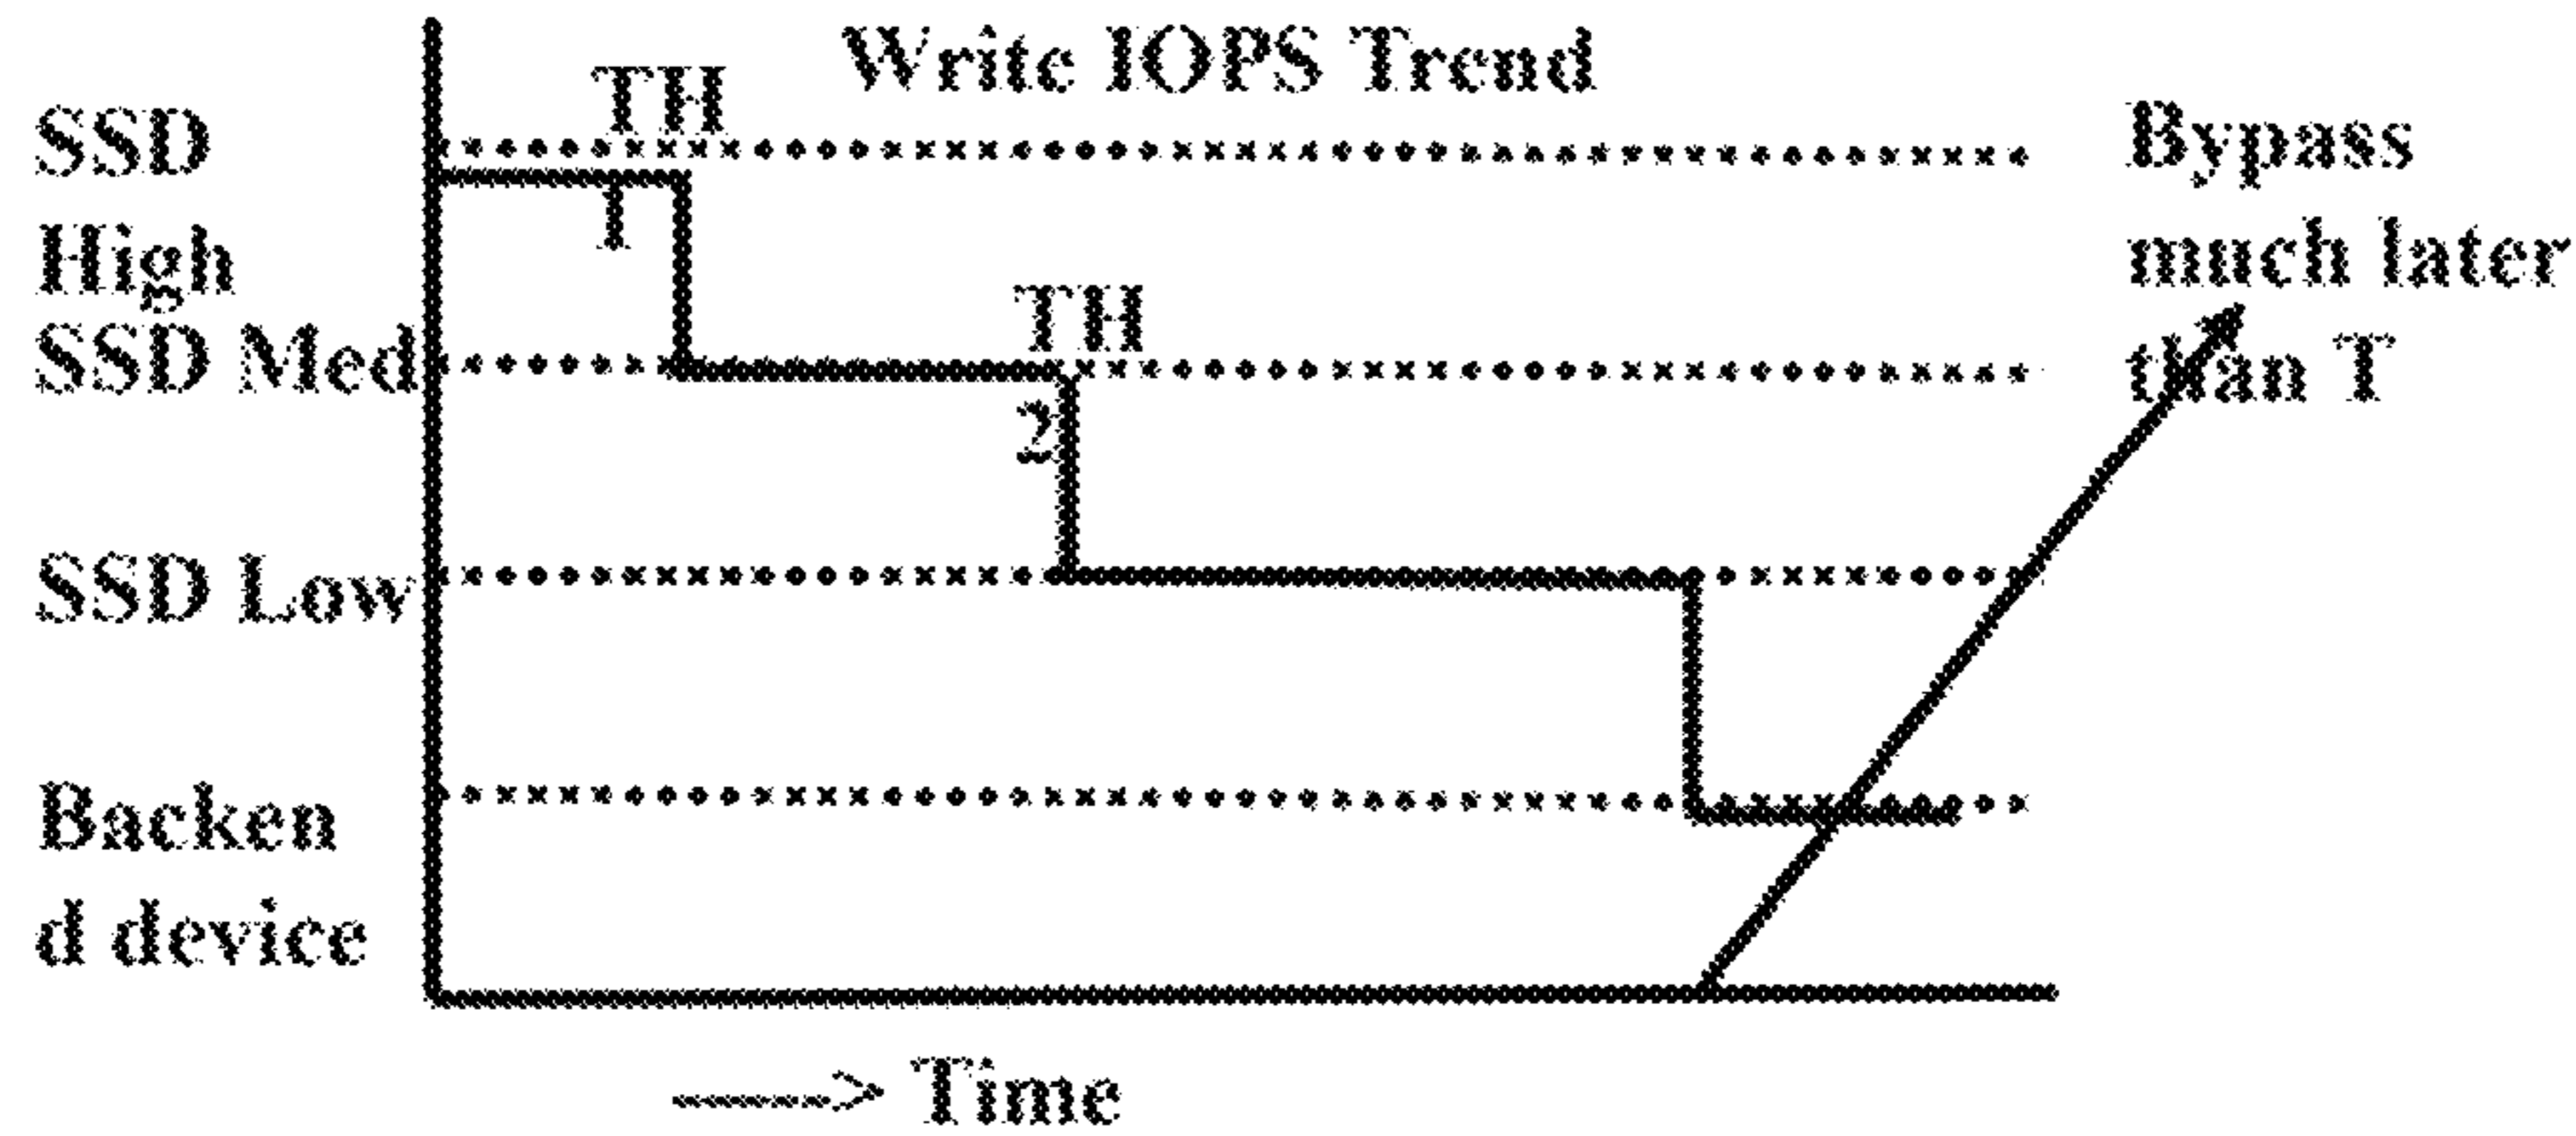 Write IOPS Trend
TH
1
SSD
High
SSD Med
TH
2
SSD Low
Backen
d device
Bypass
much later
than T
Time